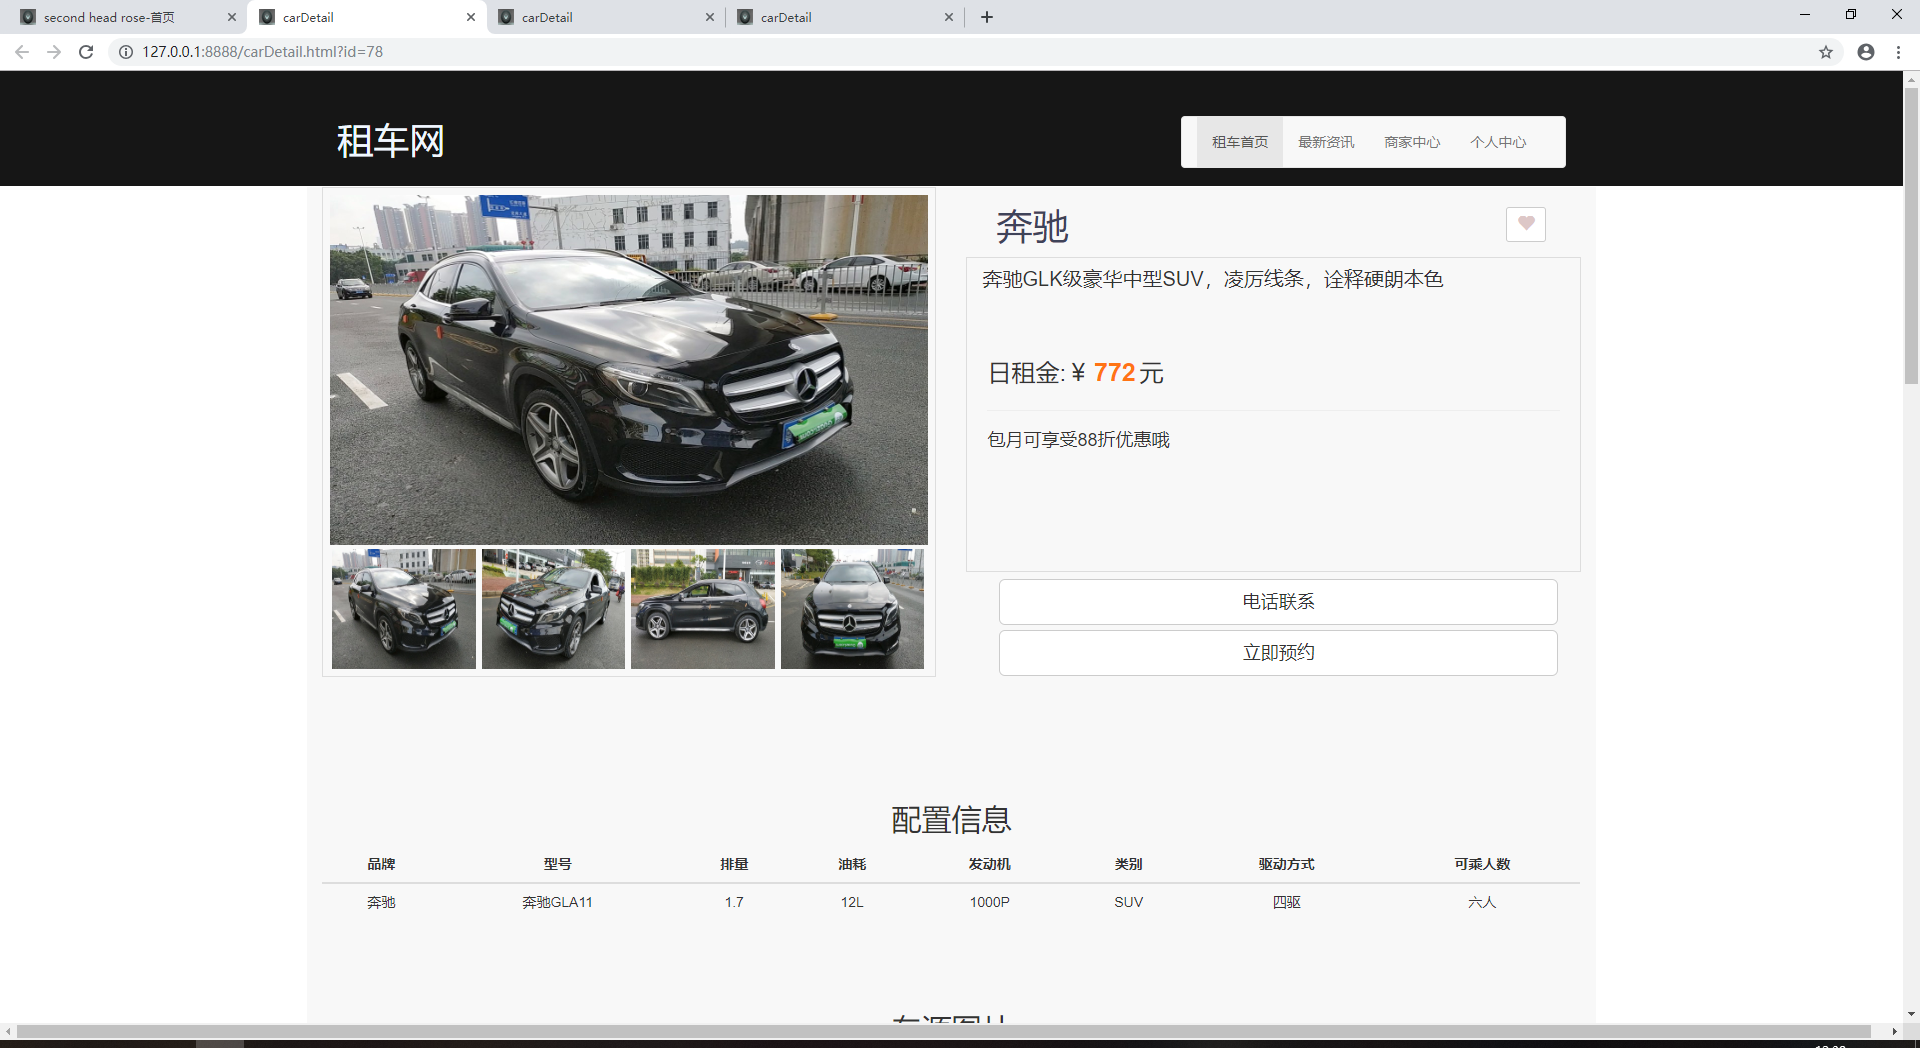 second head rose-首页
carDetail
carDetail
carDetail
127.0.0.1:8888/carDetail.html?id=78
租车网
租车首页 最新资讯 商家中心 个人中心
奔驰
奔驰GLK级豪华中型SUV，凌厉线条，诠释硬朗本色
日租金:￥ 772 元
包月可享受88折优惠哦
电话联系
立即预约
配置信息
品牌 型号 排量 油耗 发动机 类别 驱动方式 可乘人数
奔驰 奔驰GLA11 1.7 12L 1000P SUV 四驱 六人